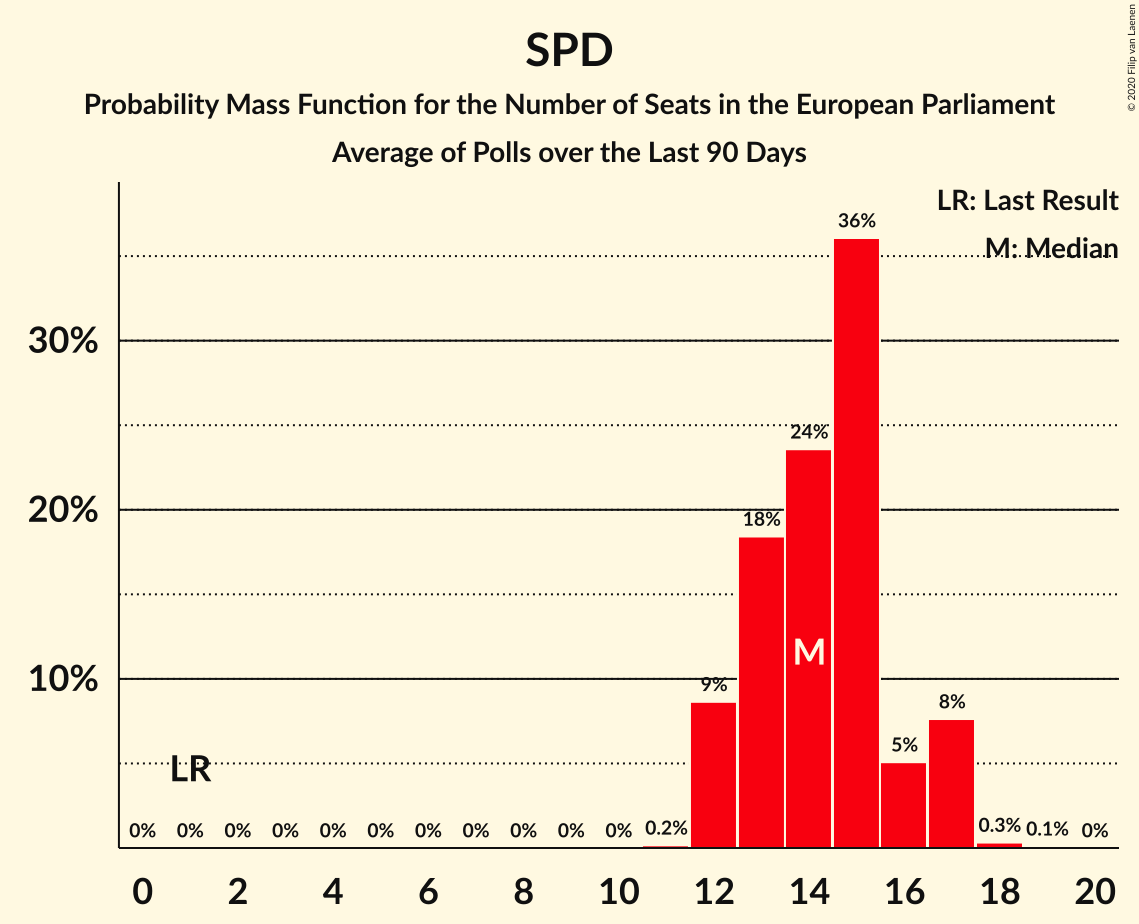 SPD
Probability Mass Function for the Number of Seats in the European Parliament
Average of Polls over the Last 90 Days
© 2020 Filip van Laenen
LR: Last Result
M: Median
36%
30%
24%
20%
18%
M
10%
9%
8%
5%
LR
0% 0% 0% 0% 0% 0% 0% 0% 0% 0% 0% 0.2% 0.3% 0.1% 0%
0 2 4 6 8 10 12 14 16 18 20